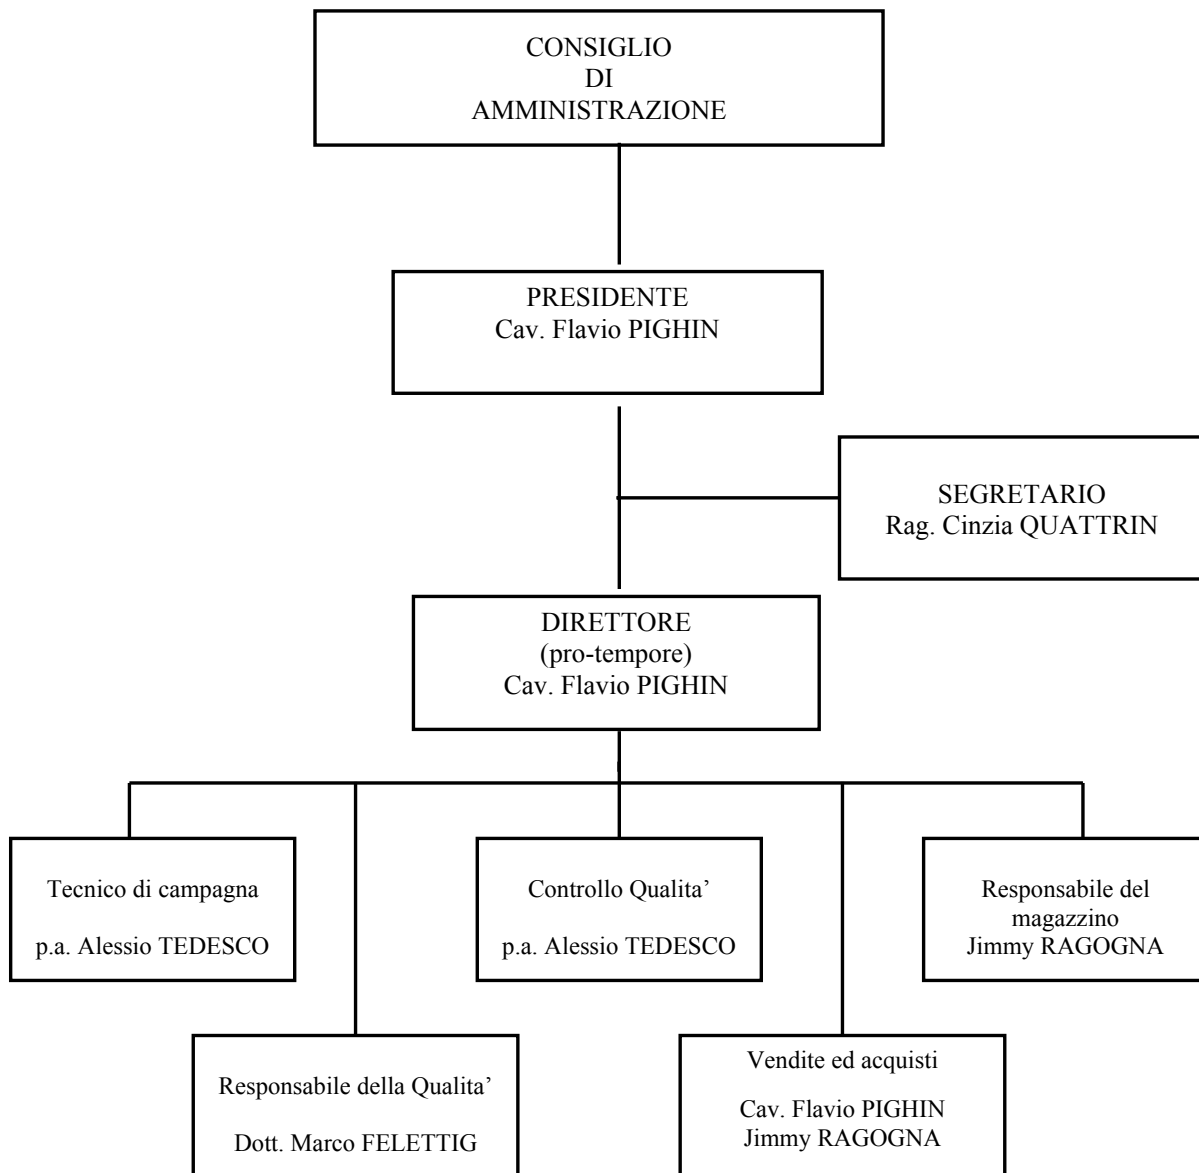 CONSIGLIO
DI
AMMINISTRAZIONE
PRESIDENTE
Cav. Flavio PIGHIN
SEGRETARIO
Rag. Cinzia QUATTRIN
DIRETTORE
(pro-tempore)
Cav. Flavio PIGHIN
Tecnico di campagna
p.a. Alessio TEDESCO
Controllo Qualita’
p.a. Alessio TEDESCO
Responsabile del
magazzino
Jimmy RAGOGNA
Responsabile della Qualita’
Dott. Marco FELETTIG
Vendite ed acquisti
Cav. Flavio PIGHIN
Jimmy RAGOGNA